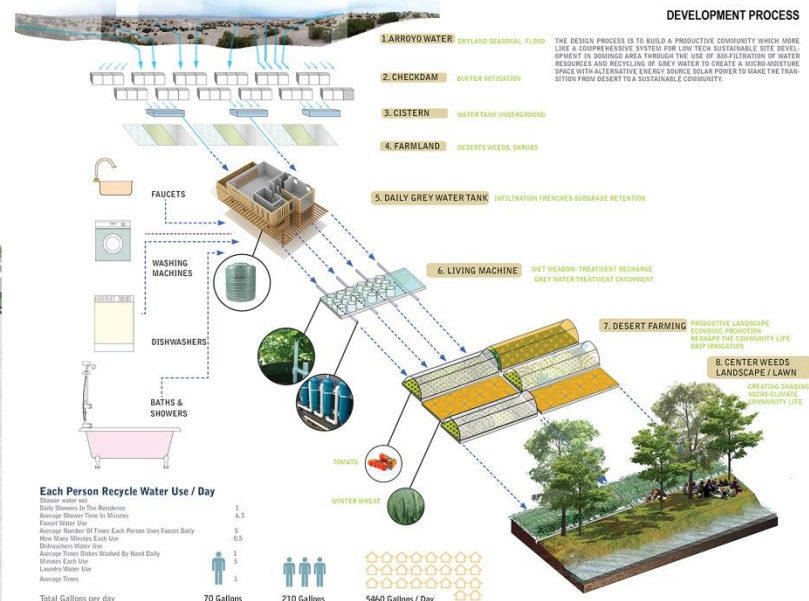 DEVELOPMENT PROCESS
1.ARROYO WATER DRYLAND SEASONAL FLOOD
THE DESIGN PROCESS IS TO BUILD A PRODUCTIVE COMMUNITY WHICH MORE
LIKE A COMPREHENSIVE SYSTEM FOR LOW TECH SUSTAINABLE SITE DEVEL-
OPMENT IN DOMINGO AREA THROUGH THE USE OF BIO-FILTRATION OF WATER
RESOURCES AND RECYCLING OF GREY WATER TO CREATE A MICRO-MOISTURE
SPACE WITH ALTERNATIVE ENERGY SOURCE SOLAR POWER TO MAKE THE TRAN-
SITION FROM DESERT TO A SUSTAINABLE COMMUNITY.
2. CHECKDAM BUFFER MITIGATION
3. CISTERN WATER TANK UNDERGROUND
4. FARMLAND DESERTS WEEDS, SHRUBS
5. DAILY GREY WATER TANK INFILTRATION TRENCHES-SUBGRADE RETENTION
6. LIVING MACHINE WET MEADOW- TREATMENT RECHARGE
GREY WATER TREATMENT CATCHMENT
7. DESERT FARMING PRODUCTIVE LANDSCAPE
ECONOMIC PROMOTION
RESHAPE THE COMMUNITY LIFE
DRIP IRRIGATION
8. CENTER WEEDS
LANDSCAPE / LAWN
CREATING SHADING
MICRO-CLIMATE
COMMUNITY LIFE
FAUCETS
WASHING
MACHINES
DISHWASHERS
BATHS &
SHOWERS
TOMATO
WINTER WHEAT
Each Person Recycle Water Use / Day
Shower water use
Daily Showers In The Residence 1
Average Shower Time In Minutes 6.3
Faucet Water Use
Average Number Of Times Each Person Uses Faucet Daily 5
How Many Minutes Each Use 0.5
Dishwashers Water Use
Average Times Dishes Washed By Hand Daily 1
Minutes Each Use 5
Laundry Water Use
Average Times 1
Total Gallons per day 70 Gallons 210 Gallons 5460 Gallons / Day